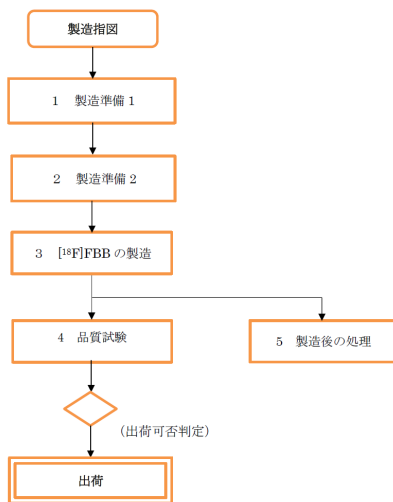 製造指図
1 製造準備 1
2 製造準備 2
3 [¹⁸F]FBB の製造
4 品質試験
5 製造後の処理
(出荷可否判定)
出荷